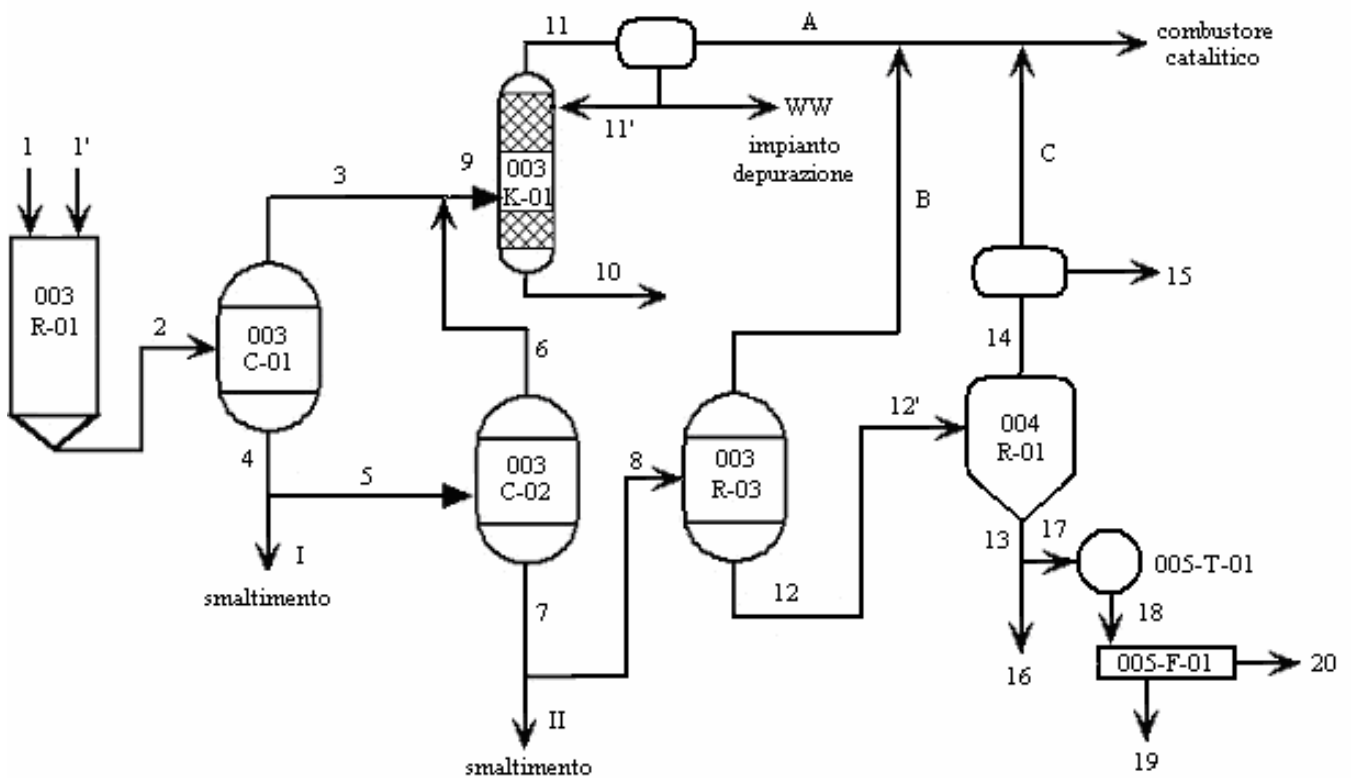 11
A
combustore
catalitico
WW
11'
impianto
depurazione
1
1'
3
9
003
K-01
C
B
10
15
003
R-01
2
003
C-01
6
14
12'
004
R-01
4
5
003
C-02
8
003
R-03
13
17
005-T-01
I
smaltimento
7
12
18
16
005-F-01
20
II
smaltimento
19